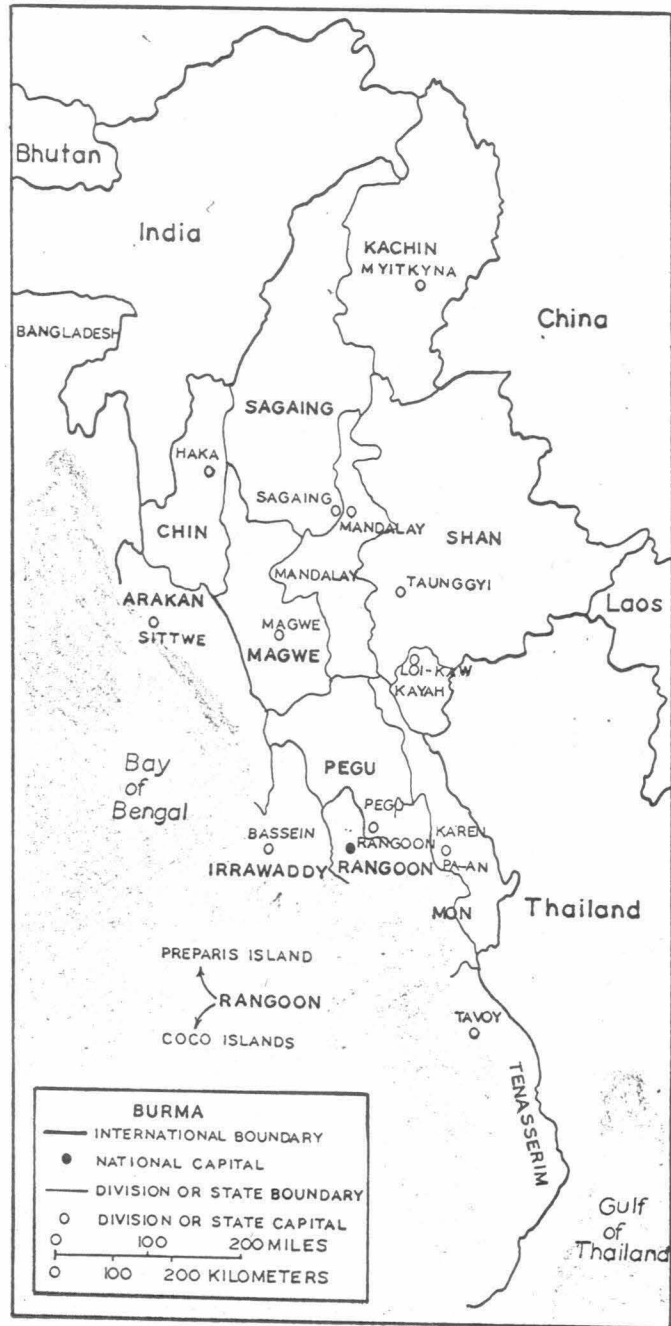 Bhutan
India
KACHIN
MYITKYNA
China
BANGLADESH
SAGAING
HAKA
SAGAING
MANDALAY
CHIN
SHAN
MANDALAY
TAUNGGYI
ARAKAN
Laos
SITTWE
MAGWE
MAGWE
LOI-KAW
KAYAH
Bay
of
Bengal
PEGU
PEGU
BASSEIN
RANGOON
KAREN
IRRAWADDY
RANGOON
PA-AN
MON
Thailand
PREPARIS ISLAND
RANGOON
COCO ISLANDS
TAVOY
TENASSERIM
Gulf
of
Thailand
BURMA
INTERNATIONAL BOUNDARY
NATIONAL CAPITAL
DIVISION OR STATE BOUNDARY
DIVISION OR STATE CAPITAL
0 100 200 MILES
0 100 200 KILOMETERS